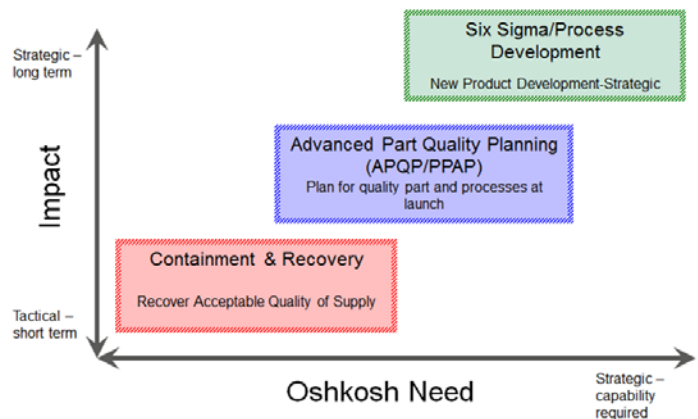 Six Sigma/Process
Development
New Product Development-Strategic
Strategic –
long term
Advanced Part Quality Planning
(APQP/PPAP)
Plan for quality part and processes at
launch
Impact
Containment & Recovery
Recover Acceptable Quality of Supply
Tactical –
short term
Oshkosh Need
Strategic –
capability
required